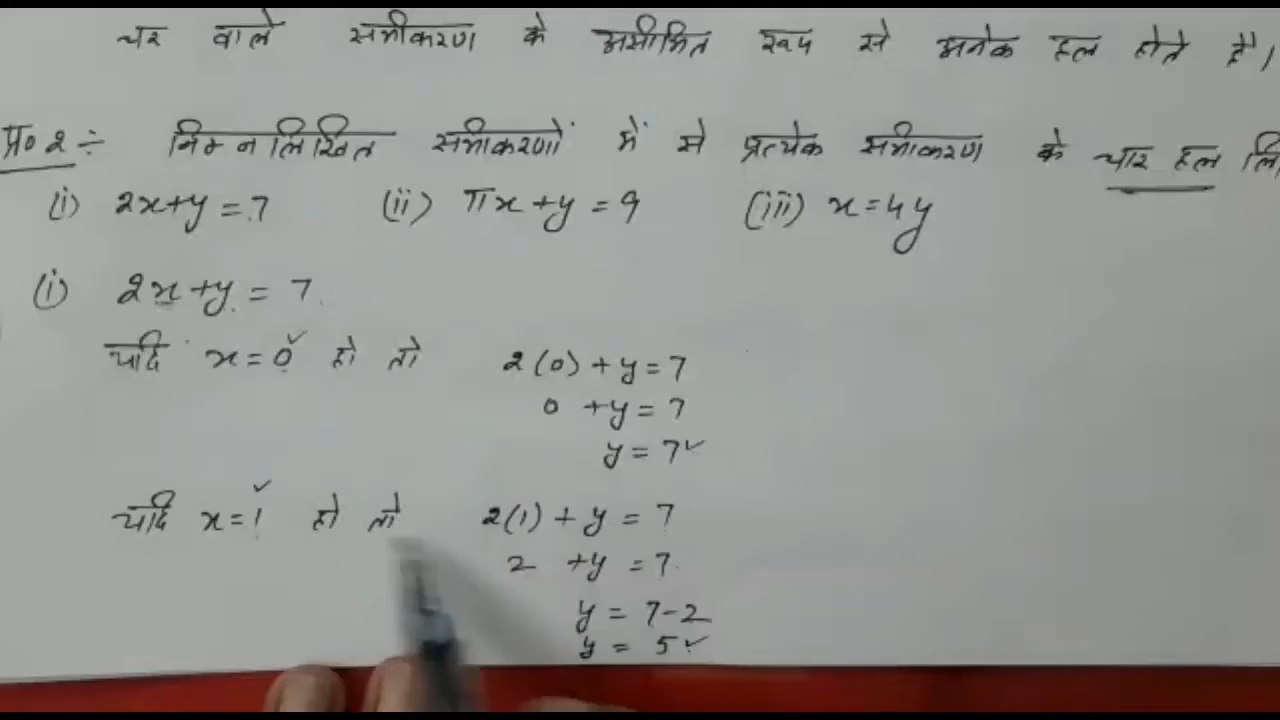 चर वाले समीकरण के असीमित रूप से अनेक हल होते हैं।
प्र० 2 ÷ निम्नलिखित समीकरणों में से प्रत्येक समीकरण के चार हल लि
(i) 2x+y = 7 (ii) πx+y = 9 (iii) x=4y
(i) 2x+y = 7
यदि x=0 हो तो 2(0)+y=7
0 +y = 7
y = 7
यदि x=1 हो तो 2(1) + y = 7
2 +y = 7
y = 7-2
y = 5